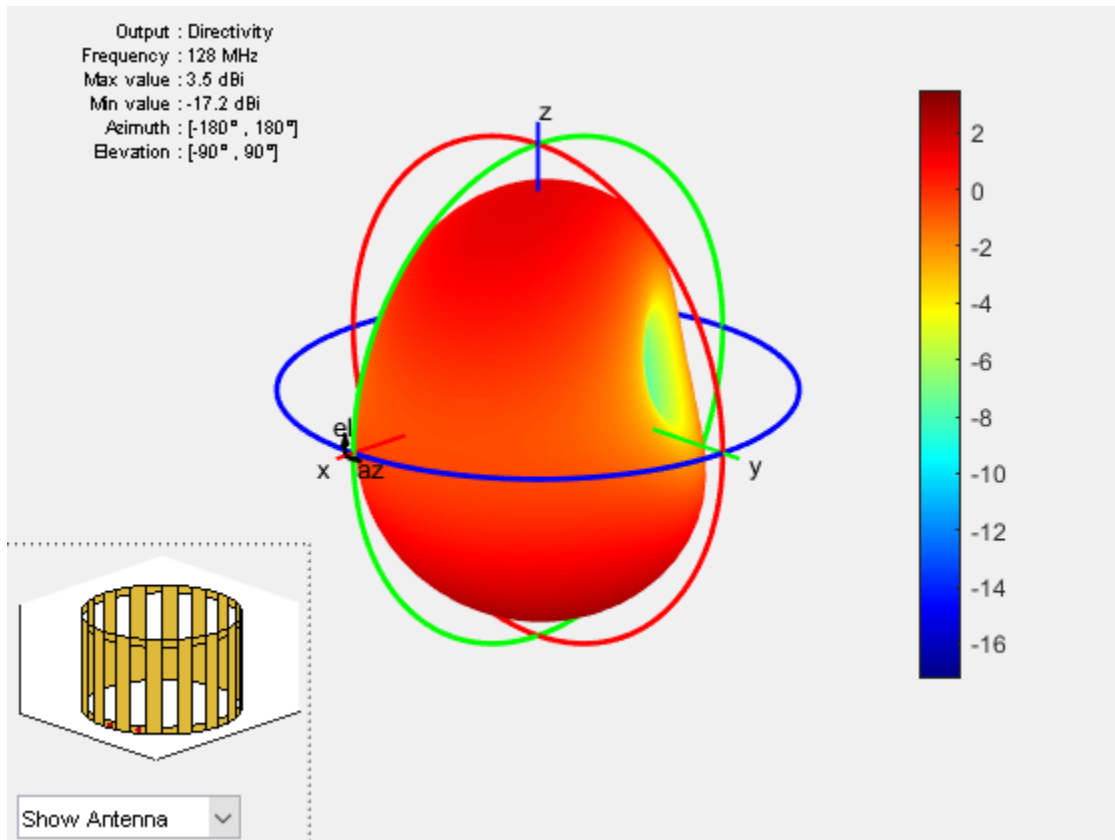 Output : Directivity
Frequency : 128 MHz
Max value : 3.5 dBi
Min value : -17.2 dBi
Azimuth : [-180° , 180°]
Elevation : [-90° , 90°]
z
2
0
-2
-4
-6
-8
-10
-12
-14
-16
el
x az
y
Show Antenna